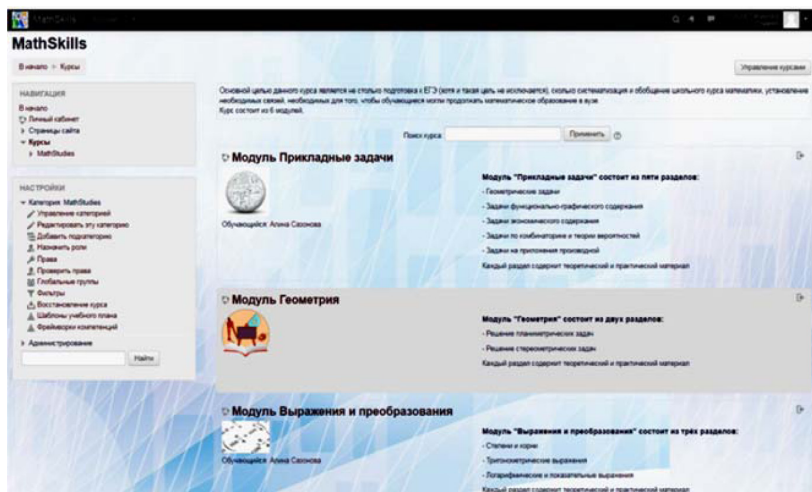 MathSkills
MathSkills
В начало ► Курсы
Управление курсами
НАВИГАЦИЯ
В начало
Личный кабинет
Страницы сайта
Курсы
MathStudies
НАСТРОЙКИ
Категория: MathStudies
Управление категорией
Редактировать эту категорию
Добавить подкатегорию
Назначить роли
Права
Проверить права
Глобальные группы
Фильтры
Восстановление курса
Шаблоны учебного плана
Фреймворки компетенций
Администрирование
Найти
Основной целью данного курса является не столько подготовка к ЕГЭ (хотя и такая цель не исключается), сколько систематизация и обобщение школьного курса математики, установление
необходимых связей, необходимых для того, чтобы обучающиеся могли продолжать математическое образование в вузе.
Курс состоит из 6 модулей.
Поиск курса:
Применить
Модуль Прикладные задачи
Обучающийся: Алина Сазонова
Модуль "Прикладные задачи" состоит из пяти разделов:
- Геометрические задачи
- Задачи функционально-графического содержания
- Задачи экономического содержания
- Задачи по комбинаторике и теории вероятностей
- Задачи на приложения производной
Каждый раздел содержит теоретический и практический материал
Модуль Геометрия
Модуль "Геометрия" состоит из двух разделов:
- Решение планиметрических задач
- Решение стереометрических задач
Каждый раздел содержит теоретический и практический материал
Модуль Выражения и преобразования
Обучающийся: Алина Сазонова
Модуль "Выражения и преобразования" состоит из трёх разделов:
- Степени и корни
- Тригонометрические выражения
- Логарифмические и показательные выражения
Каждый раздел содержит теоретический и практический материал